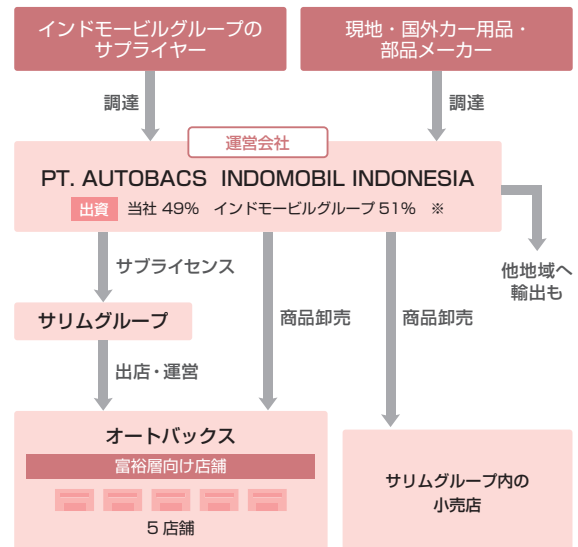 インドモービルグループの
サプライヤー
現地・国外カー用品・
部品メーカー
調達
調達
運営会社
PT. AUTOBACS INDOMOBIL INDONESIA
出資 当社 49% インドモービルグループ 51% ※
サブライセンス
他地域へ
輸出も
サリムグループ
商品卸売
商品卸売
出店・運営
オートバックス
富裕層向け店舗
5 店舗
サリムグループ内の
小売店